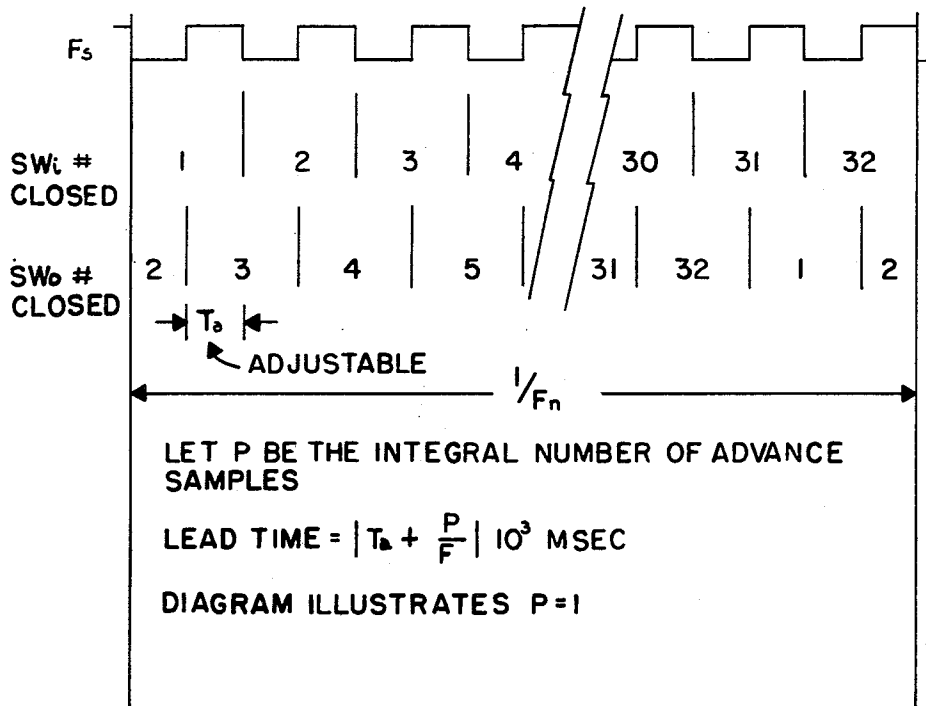 Fs
SWi # CLOSED 1 2 3 4 30 31 32
SWo # CLOSED 2 3 4 5 31 32 1 2
Ta
ADJUSTABLE
1/Fn
LET P BE THE INTEGRAL NUMBER OF ADVANCE
SAMPLES
LEAD TIME = | Ta + P/F | 10³ MSEC
DIAGRAM ILLUSTRATES P=1